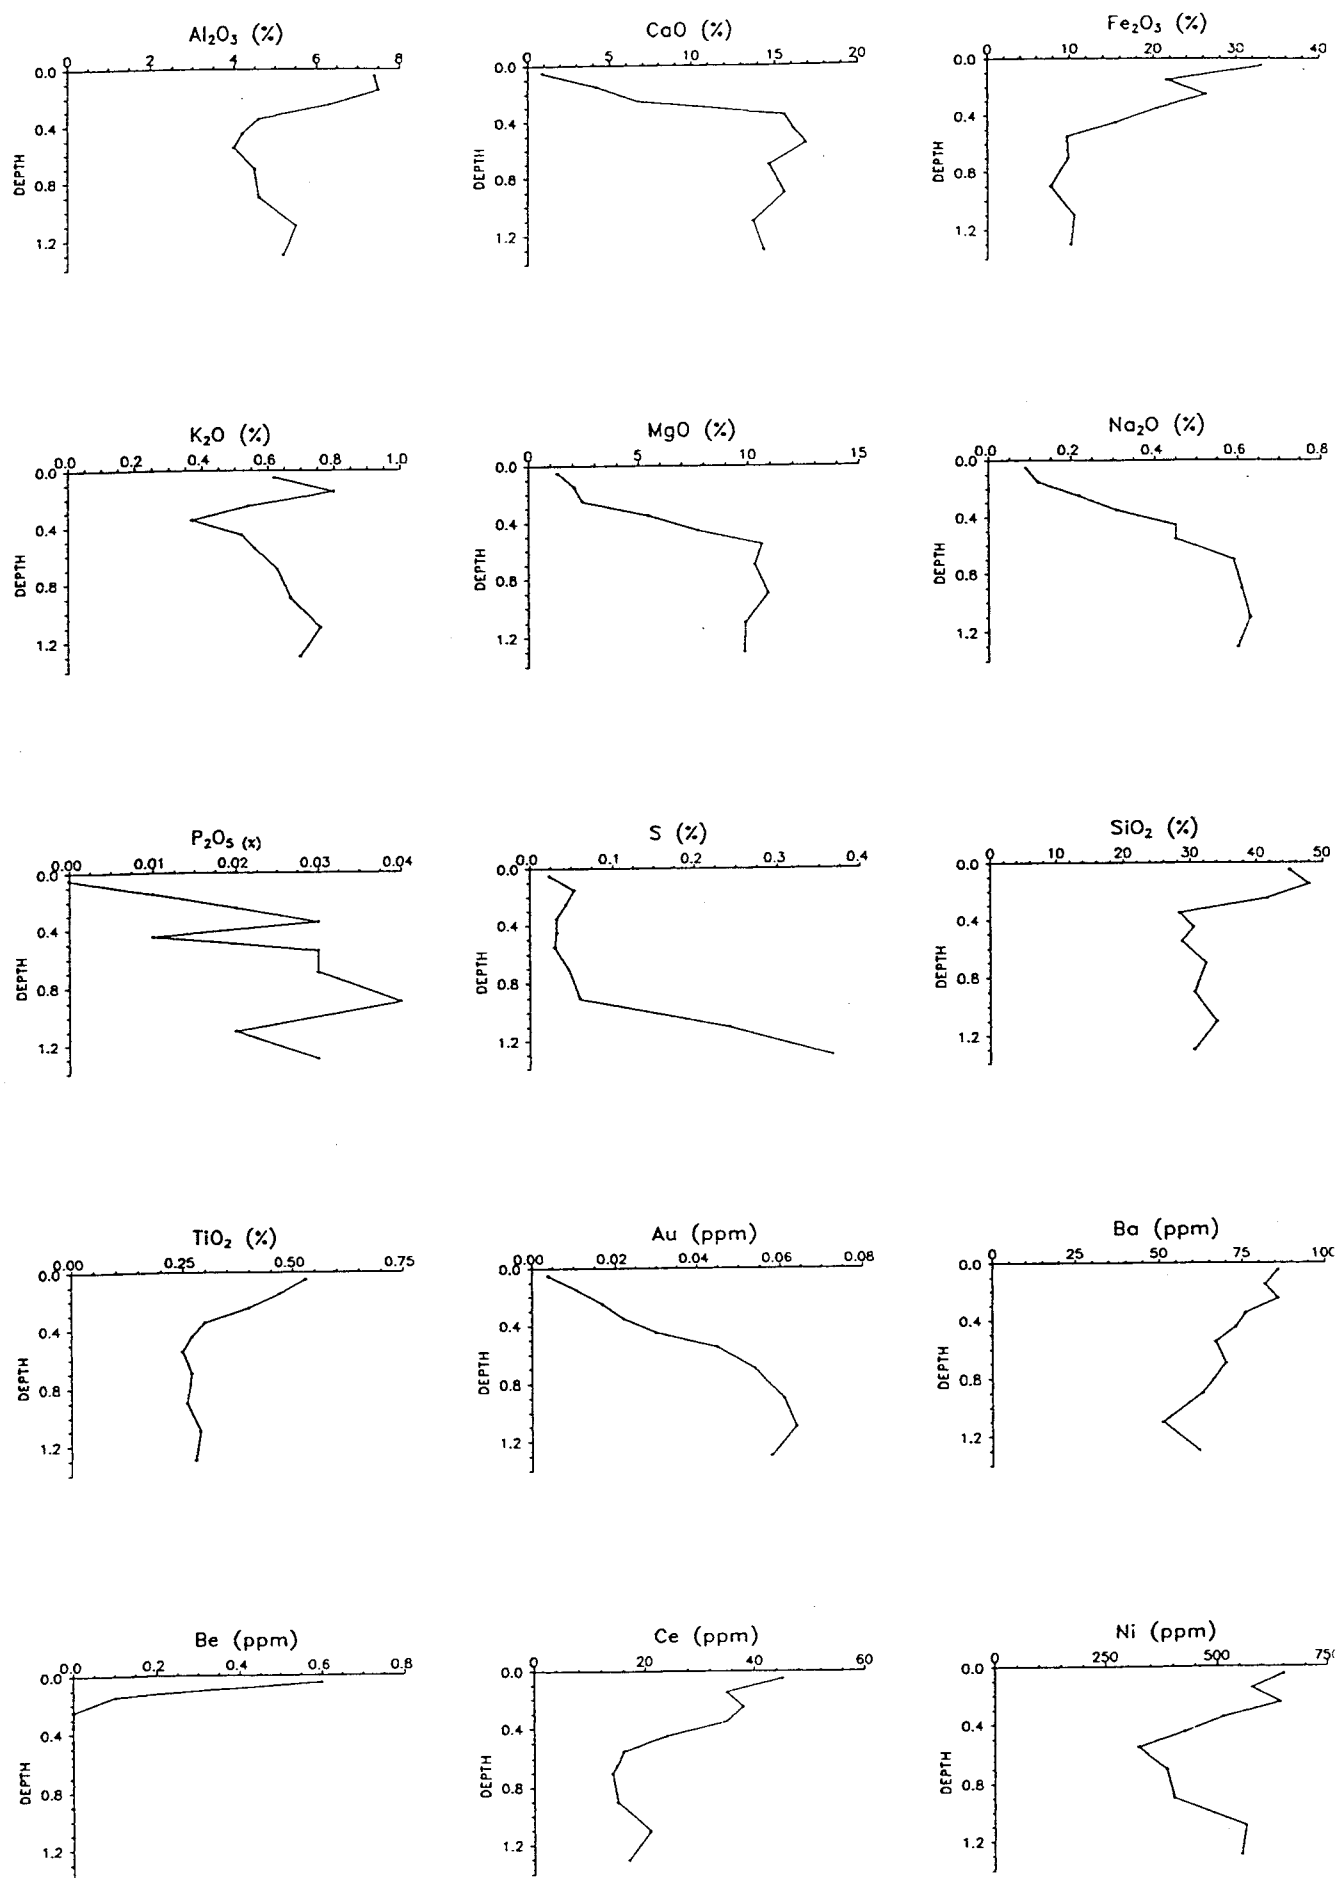 Al₂O₃ (%)
0 2 4 6 8
0.0
0.4
0.8
1.2
DEPTH
CaO (%)
0 5 10 15 20
0.0
0.4
0.8
1.2
DEPTH
Fe₂O₃ (%)
0 10 20 30 40
0.0
0.4
0.8
1.2
DEPTH
K₂O (%)
0.0 0.2 0.4 0.6 0.8 1.0
0.0
0.4
0.8
1.2
DEPTH
MgO (%)
0 5 10 15
0.0
0.4
0.8
1.2
DEPTH
Na₂O (%)
0.0 0.2 0.4 0.6 0.8
0.0
0.4
0.8
1.2
DEPTH
P₂O₅ (%)
0.00 0.01 0.02 0.03 0.04
0.0
0.4
0.8
1.2
DEPTH
S (%)
0.0 0.1 0.2 0.3 0.4
0.0
0.4
0.8
1.2
DEPTH
SiO₂ (%)
0 10 20 30 40 50
0.0
0.4
0.8
1.2
DEPTH
TiO₂ (%)
0.00 0.25 0.50 0.75
0.0
0.4
0.8
1.2
DEPTH
Au (ppm)
0.00 0.02 0.04 0.06 0.08
0.0
0.4
0.8
1.2
DEPTH
Ba (ppm)
0 25 50 75 100
0.0
0.4
0.8
1.2
DEPTH
Be (ppm)
0.0 0.2 0.4 0.6 0.8
0.0
0.4
0.8
1.2
DEPTH
Ce (ppm)
0 20 40 60
0.0
0.4
0.8
1.2
DEPTH
Ni (ppm)
0 250 500 750
0.0
0.4
0.8
1.2
DEPTH